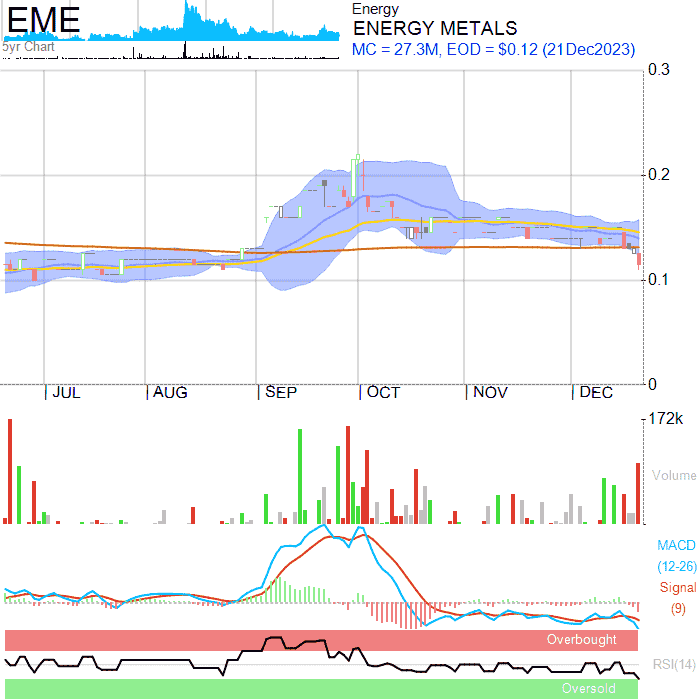 EME
Energy
ENERGY METALS
MC = 27.3M, EOD = $0.12 (21Dec2023)
5yr Chart
0.3
0.2
0.1
0
JUL AUG SEP OCT NOV DEC
172k
Volume
MACD
(12-26)
Signal
(9)
Overbought
RSI(14)
Oversold